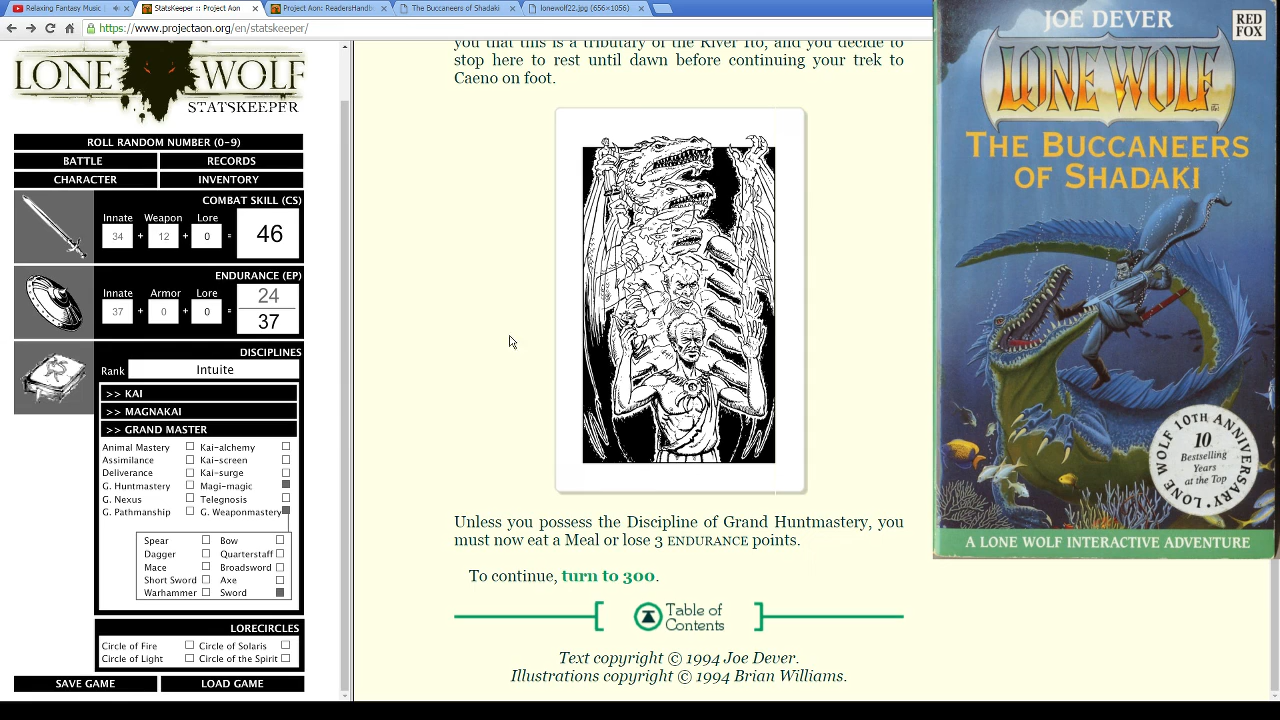 Relaxing Fantasy Music |
StatsKeeper :: Project Aon
Project Aon: ReadersHandb
The Buccaneers of Shadaki
lonewolf22.jpg (656×1056)
https://www.projectaon.org/en/statskeeper/
LONE WOLF
STATSKEEPER
ROLL RANDOM NUMBER (0-9)
BATTLE RECORDS
CHARACTER INVENTORY
COMBAT SKILL (CS)
Innate Weapon Lore
34 + 12 + 0 = 46
ENDURANCE (EP)
Innate Armor Lore
24
37 + 0 + 0 = 37
DISCIPLINES
Rank Intuite
>> KAI
>> MAGNAKAI
>> GRAND MASTER
Animal Mastery Kai-alchemy
Assimilance Kai-screen
Deliverance Kai-surge
G. Huntmastery Magi-magic
G. Nexus Telegnosis
G. Pathmanship G. Weaponmastery
Spear Bow
Dagger Quarterstaff
Mace Broadsword
Short Sword Axe
Warhammer Sword
LORECIRCLES
Circle of Fire Circle of Solaris
Circle of Light Circle of the Spirit
SAVE GAME LOAD GAME
you that this is a tributary of the River Ito, and you decide to
stop here to rest until dawn before continuing your trek to
Caeno on foot.
Unless you possess the Discipline of Grand Huntmastery, you
must now eat a Meal or lose 3 ENDURANCE points.
To continue, turn to 300.
Table of
Contents
Text copyright © 1994 Joe Dever.
Illustrations copyright © 1994 Brian Williams.
JOE DEVER
RED
FOX
LONE WOLF
THE BUCCANEERS
OF SHADAKI
LONE WOLF 10TH ANNIVERSARY
10
Bestselling
Years
at the Top
A LONE WOLF INTERACTIVE ADVENTURE